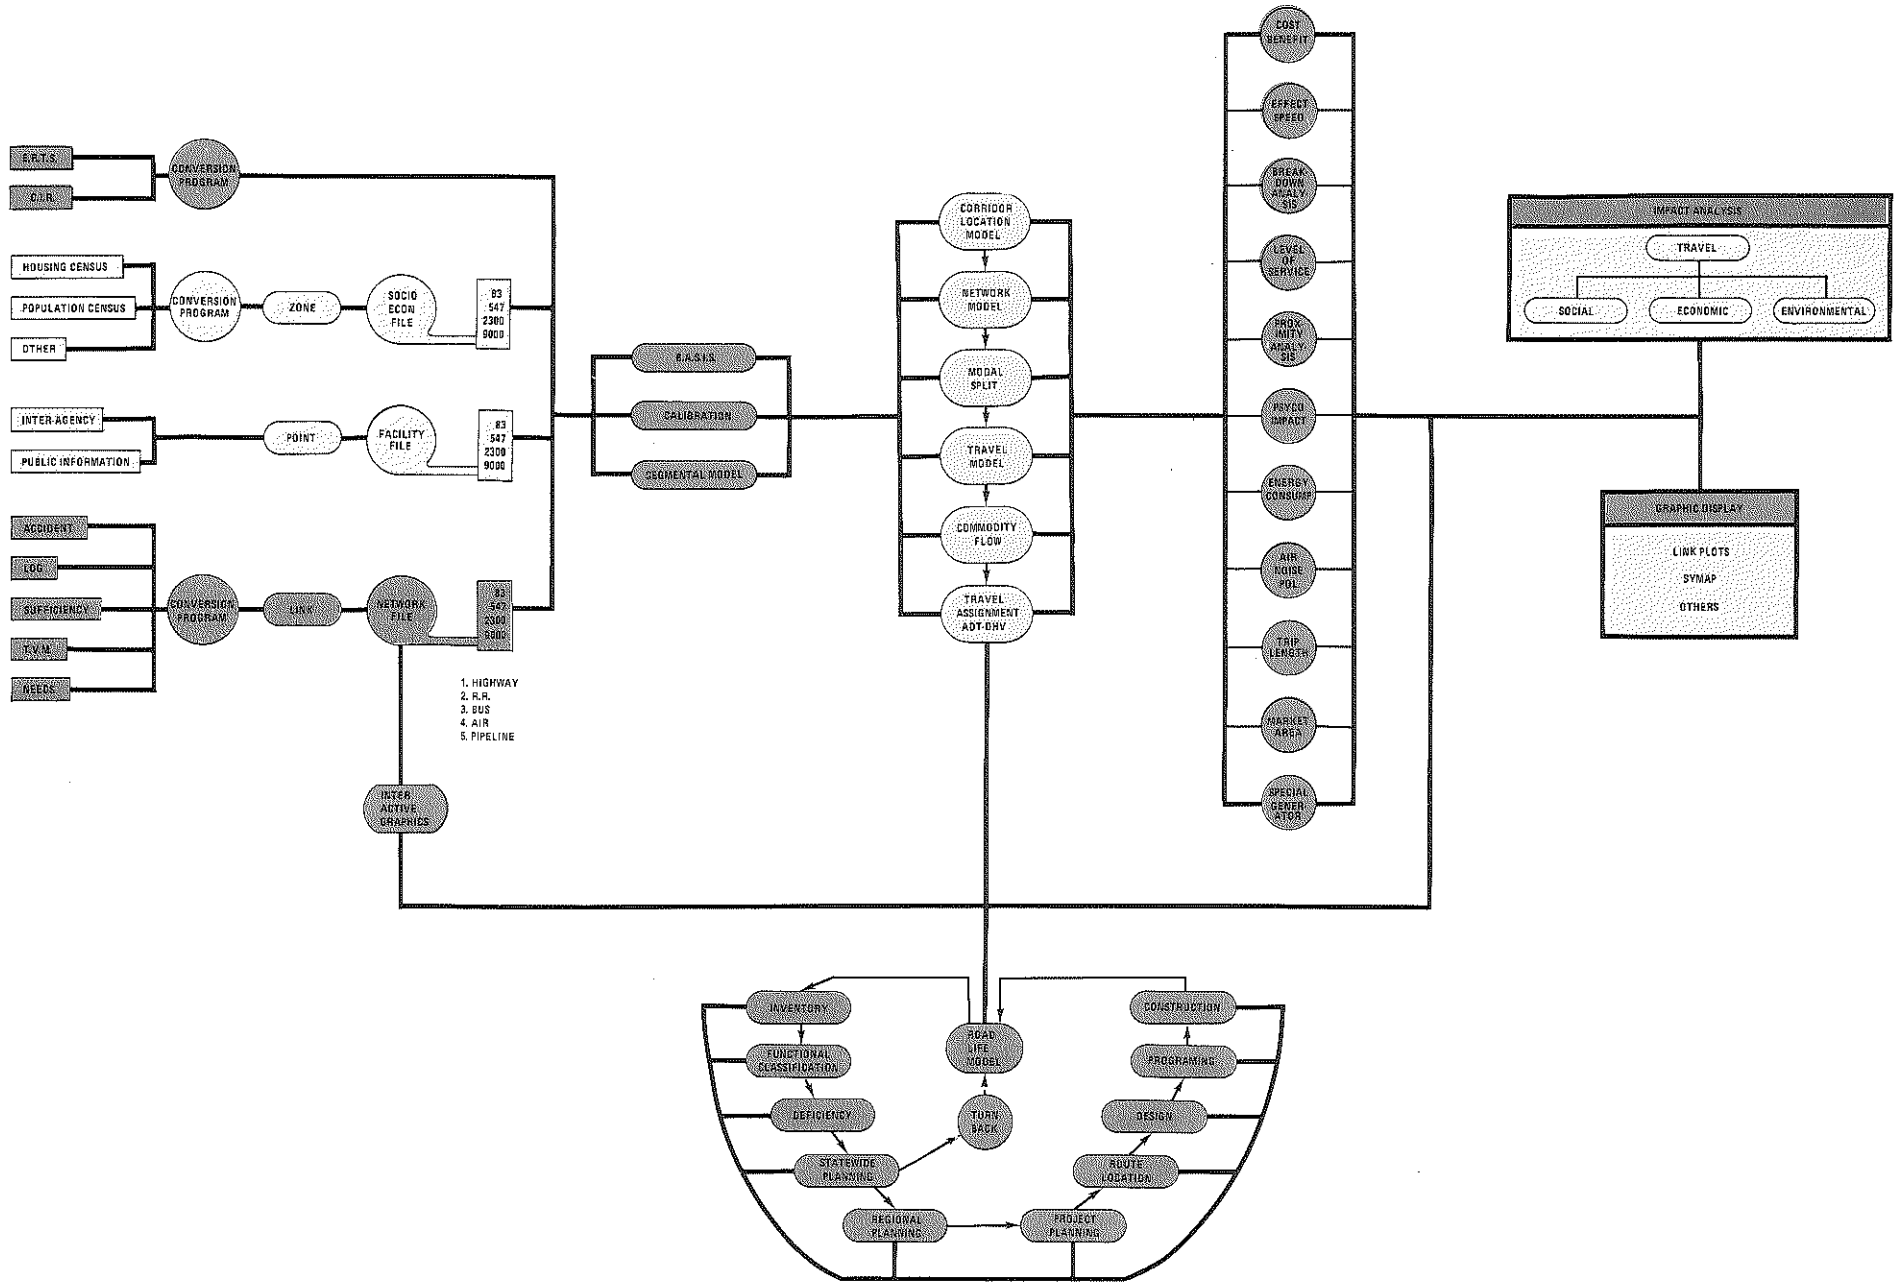 E.R.T.S.
C.I.R.
CONVERSION
PROGRAM
HOUSING CENSUS
POPULATION CENSUS
OTHER
CONVERSION
PROGRAM
ZONE
SOCIO
ECON
FILE
83
547
2300
9000
INTER-AGENCY
PUBLIC INFORMATION
POINT
FACILITY
FILE
83
547
2300
9000
ACCIDENT
LOG
SUFFICIENCY
T.V.M.
NEEDS
CONVERSION
PROGRAM
LINK
NETWORK
FILE
83
547
2300
9000
1. HIGHWAY
2. R.R.
3. BUS
4. AIR
5. PIPELINE
INTER
ACTIVE
GRAPHICS
B.A.S.I.S.
CALIBRATION
SEGMENTAL MODEL
CORRIDOR
LOCATION
MODEL
NETWORK
MODEL
MODAL
SPLIT
TRAVEL
MODEL
COMMODITY
FLOW
TRAVEL
ASSIGNMENT
ADT-DHV
COST
BENEFIT
EFFECT
SPEED
BREAK-
DOWN
ANALY-
SIS
LEVEL
OF
SERVICE
PROX-
IMITY
ANALY-
SIS
PSYCO
IMPACT
ENERGY
CONSUMP
AIR
NOISE
POL
TRIP
LENGTH
MARKET
AREA
SPECIAL
GENER-
ATOR
IMPACT ANALYSIS
TRAVEL
SOCIAL
ECONOMIC
ENVIRONMENTAL
GRAPHIC DISPLAY
LINK PLOTS
SYMAP
OTHERS
INVENTORY
FUNCTIONAL
CLASSIFICATION
DEFICIENCY
STATEWIDE
PLANNING
REGIONAL
PLANNING
PROJECT
PLANNING
ROUTE
LOCATION
DESIGN
PROGRAMING
CONSTRUCTION
ROAD
LIFE
MODEL
TURN
BACK